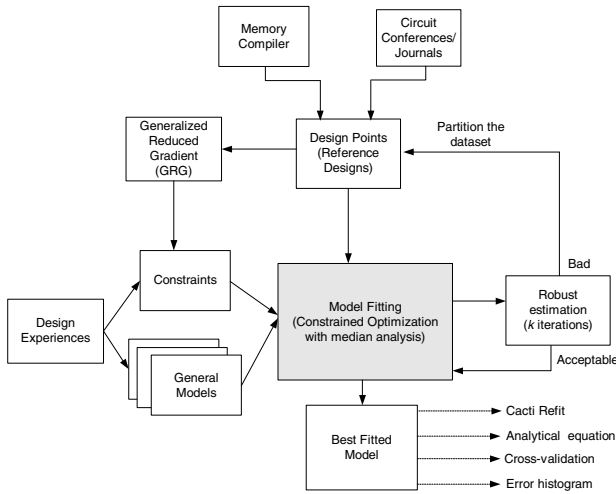 Memory
Compiler
Circuit
Conferences/
Journals
Generalized
Reduced
Gradient
(GRG)
Design Points
(Reference
Designs)
Partition the
dataset
Constraints
Design
Experiences
General
Models
Model Fitting
(Constrained Optimization
with median analysis)
Bad
Robust
estimation
(k iterations)
Acceptable
Best Fitted
Model
Cacti Refit
Analytical equation
Cross-validation
Error histogram